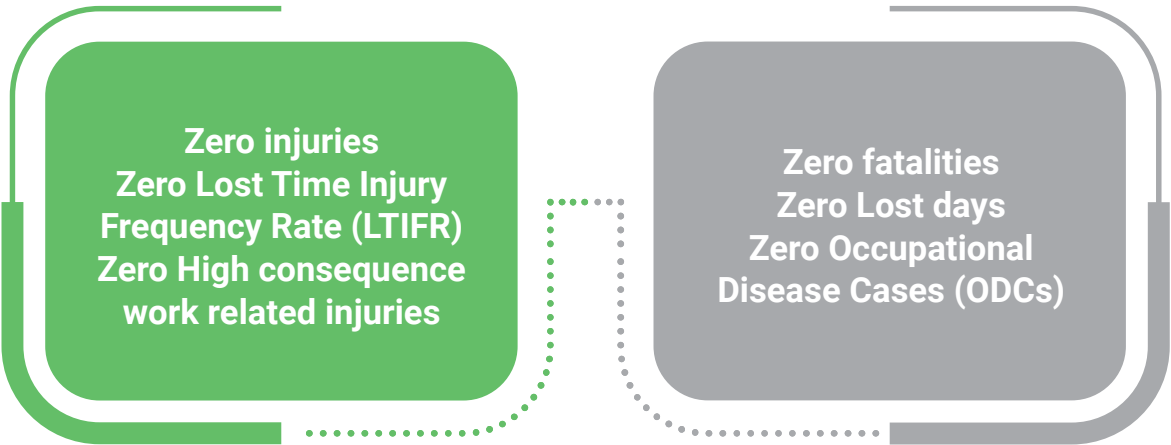 Zero injuries
Zero Lost Time Injury
Frequency Rate (LTIFR)
Zero High consequence
work related injuries
Zero fatalities
Zero Lost days
Zero Occupational
Disease Cases (ODCs)